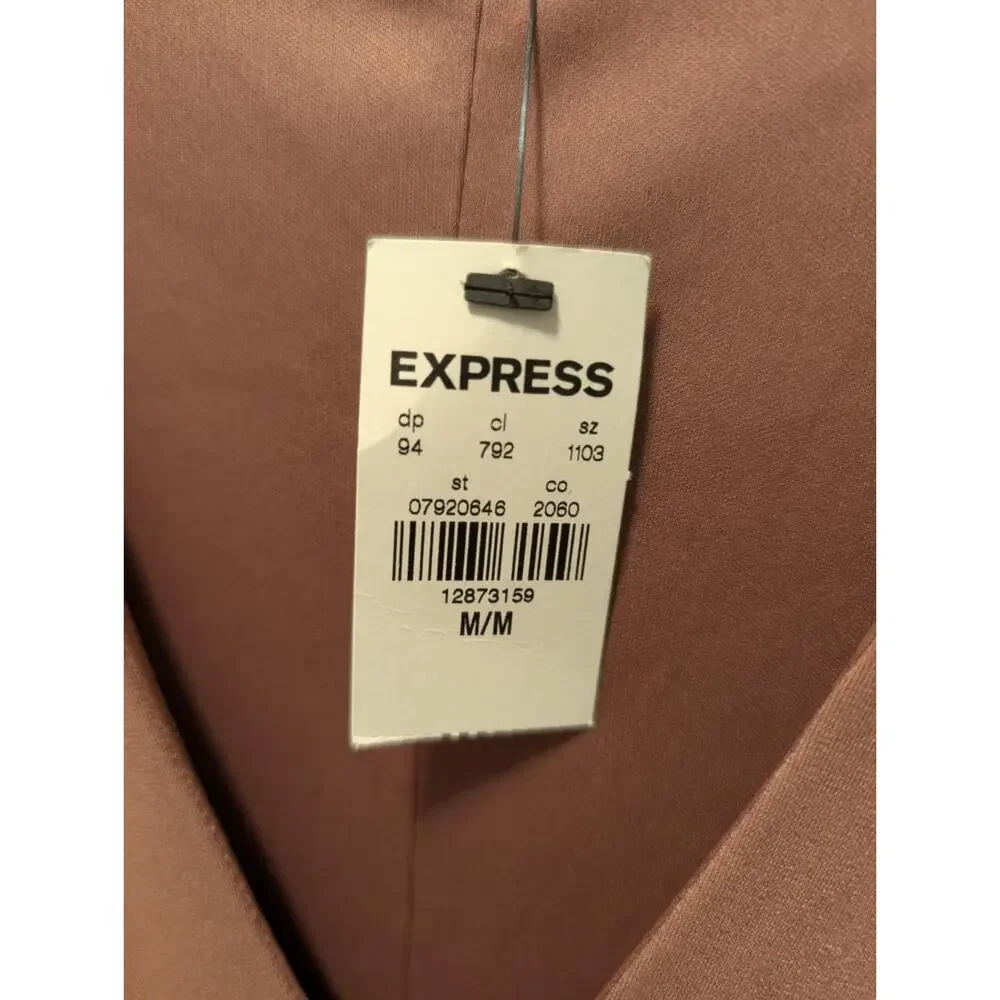 EXPRESS
dp cl sz
94 792 1103
st co
07920646 2060
12873159
M/M